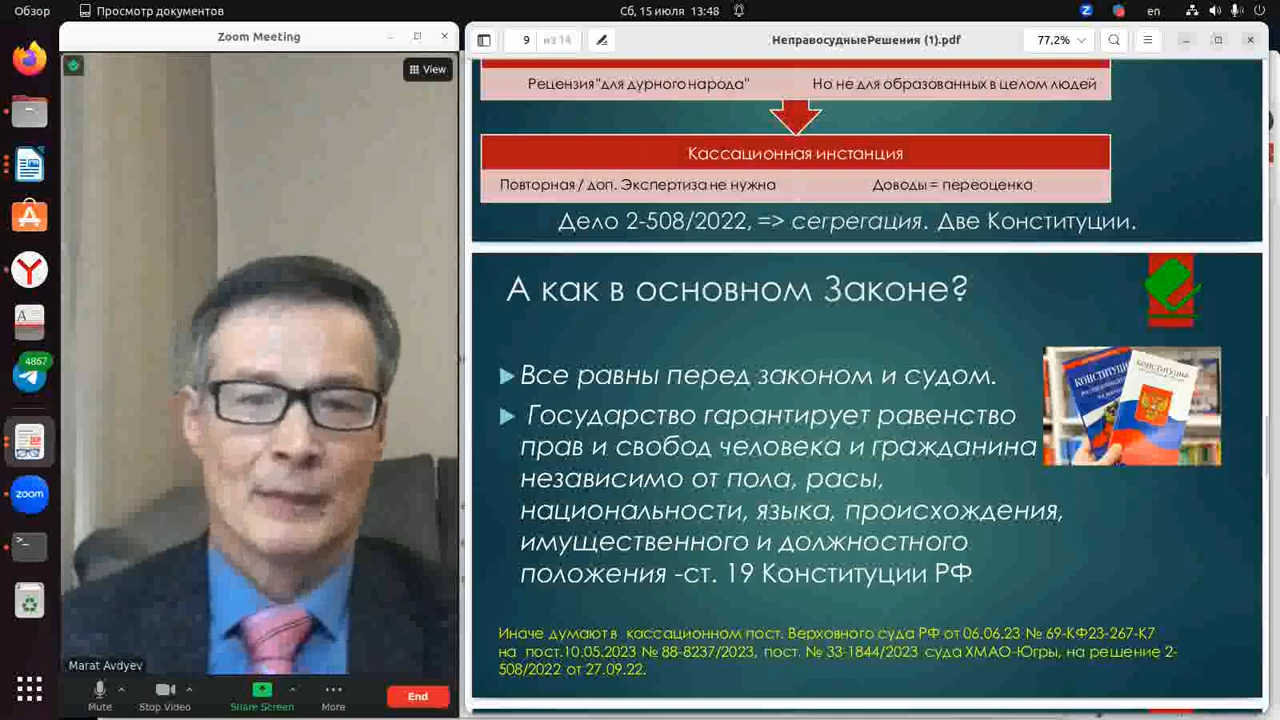 Обзор
Просмотр документов
Сб, 15 июля 13:48
en
Zoom Meeting
View
4867
zoom
Marat Avdyev
Mute
Stop Video
Share Screen
More
End
9 из 14
НеправосудныеРешения (1).pdf
77,2%
Рецензия"для дурного народа"
Но не для образованных в целом людей
Кассационная инстанция
Повторная / доп. Экспертиза не нужна
Доводы = переоценка
Дело 2-508/2022, => сегрегация. Две Конституции.
А как в основном Законе?
Все равны перед законом и судом.
Государство гарантирует равенство
прав и свобод человека и гражданина
независимо от пола, расы,
национальности, языка, происхождения,
имущественного и должностного
положения -ст. 19 Конституции РФ
КОНСТИТУЦИЯ
Иначе думают в кассационном пост. Верховного суда РФ от 06.06.23 № 69-КФ23-267-К7
на пост.10.05.2023 № 88-8237/2023, пост. № 33-1844/2023 суда ХМАО-Югры, на решение 2-
508/2022 от 27.09.22.